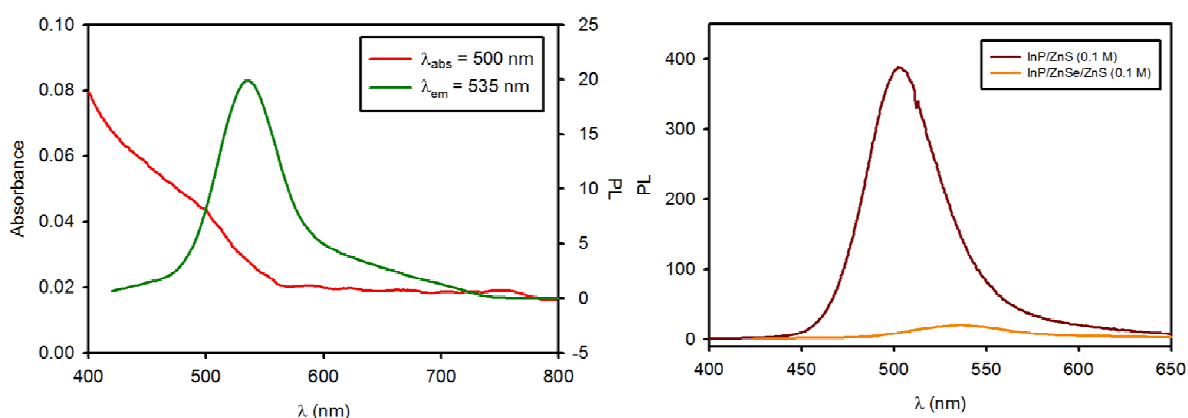 0.10
0.08
0.06
0.04
0.02
0.00
Absorbance
25
20
15
10
5
0
-5
PL
λabs = 500 nm
λem = 535 nm
400 500 600 700 800
λ (nm)
PL
400
300
200
100
0
InP/ZnS (0.1 M)
InP/ZnSe/ZnS (0.1 M)
400 450 500 550 600 650
λ (nm)